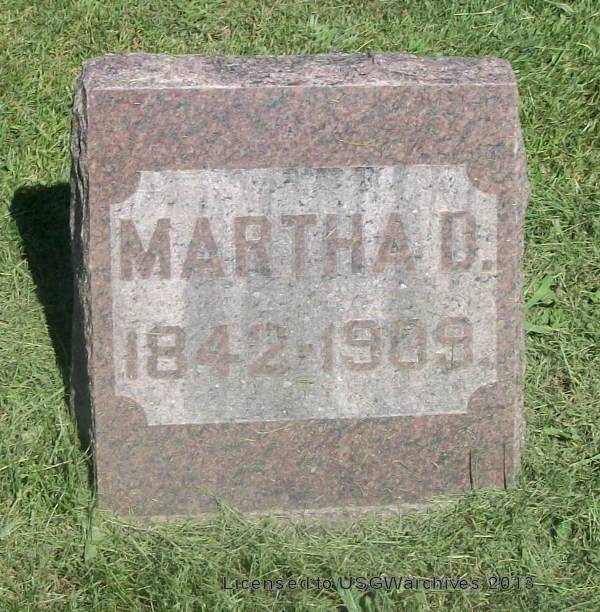 MARTHA D.
1842-1909.
Licensed to USGWarchives 2013